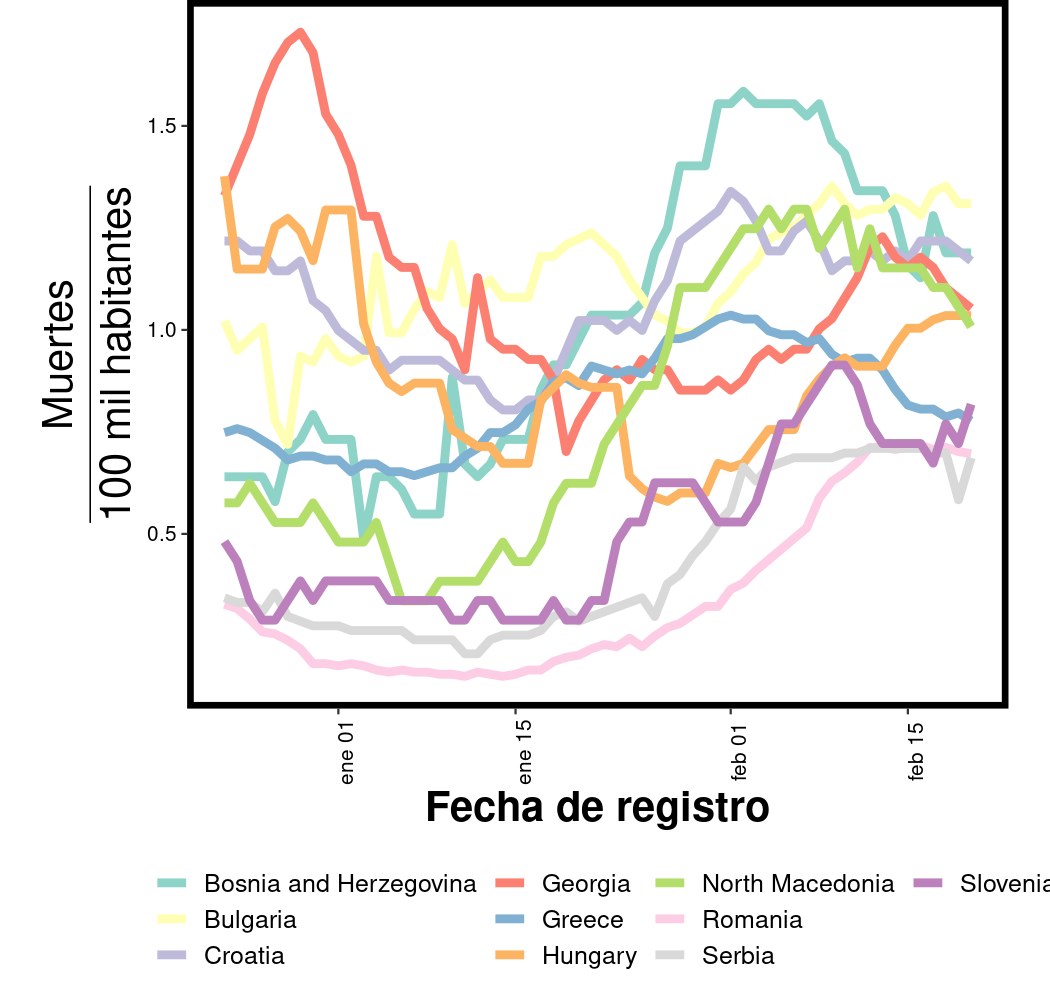 Muertes
100 mil habitantes
1.5
1.0
0.5
ene 01
ene 15
feb 01
feb 15
Fecha de registro
Bosnia and Herzegovina
Georgia
North Macedonia
Slovenia
Bulgaria
Greece
Romania
Croatia
Hungary
Serbia